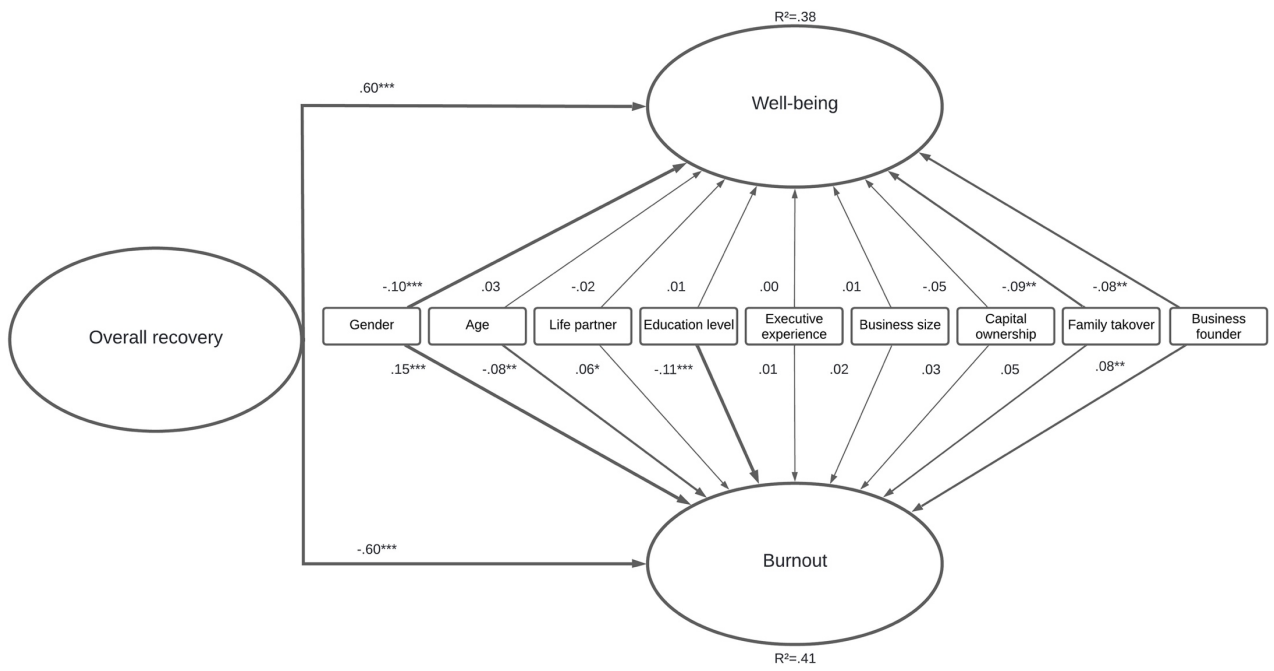 R²=.38
.60***
Well-being
-.10***
.03
-.02
.01
.00
.01
-.05
-.09**
-.08**
Overall recovery
Gender
Age
Life partner
Education level
Executive
experience
Business size
Capital
ownership
Family takover
Business
founder
.15***
-.08**
.06*
-.11***
.01
.02
.03
.05
.08**
-.60***
Burnout
R²=.41